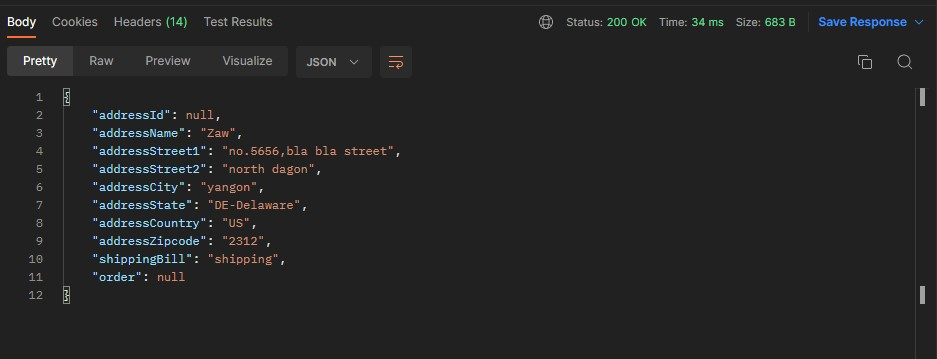 Body Cookies Headers (14) Test Results Status: 200 OK Time: 34 ms Size: 683 B Save Response
Pretty Raw Preview Visualize JSON
1 {
2 "addressId": null,
3 "addressName": "Zaw",
4 "addressStreet1": "no.5656,bla bla street",
5 "addressStreet2": "north dagon",
6 "addressCity": "yangon",
7 "addressState": "DE-Delaware",
8 "addressCountry": "US",
9 "addressZipcode": "2312",
10 "shippingBill": "shipping",
11 "order": null
12 }